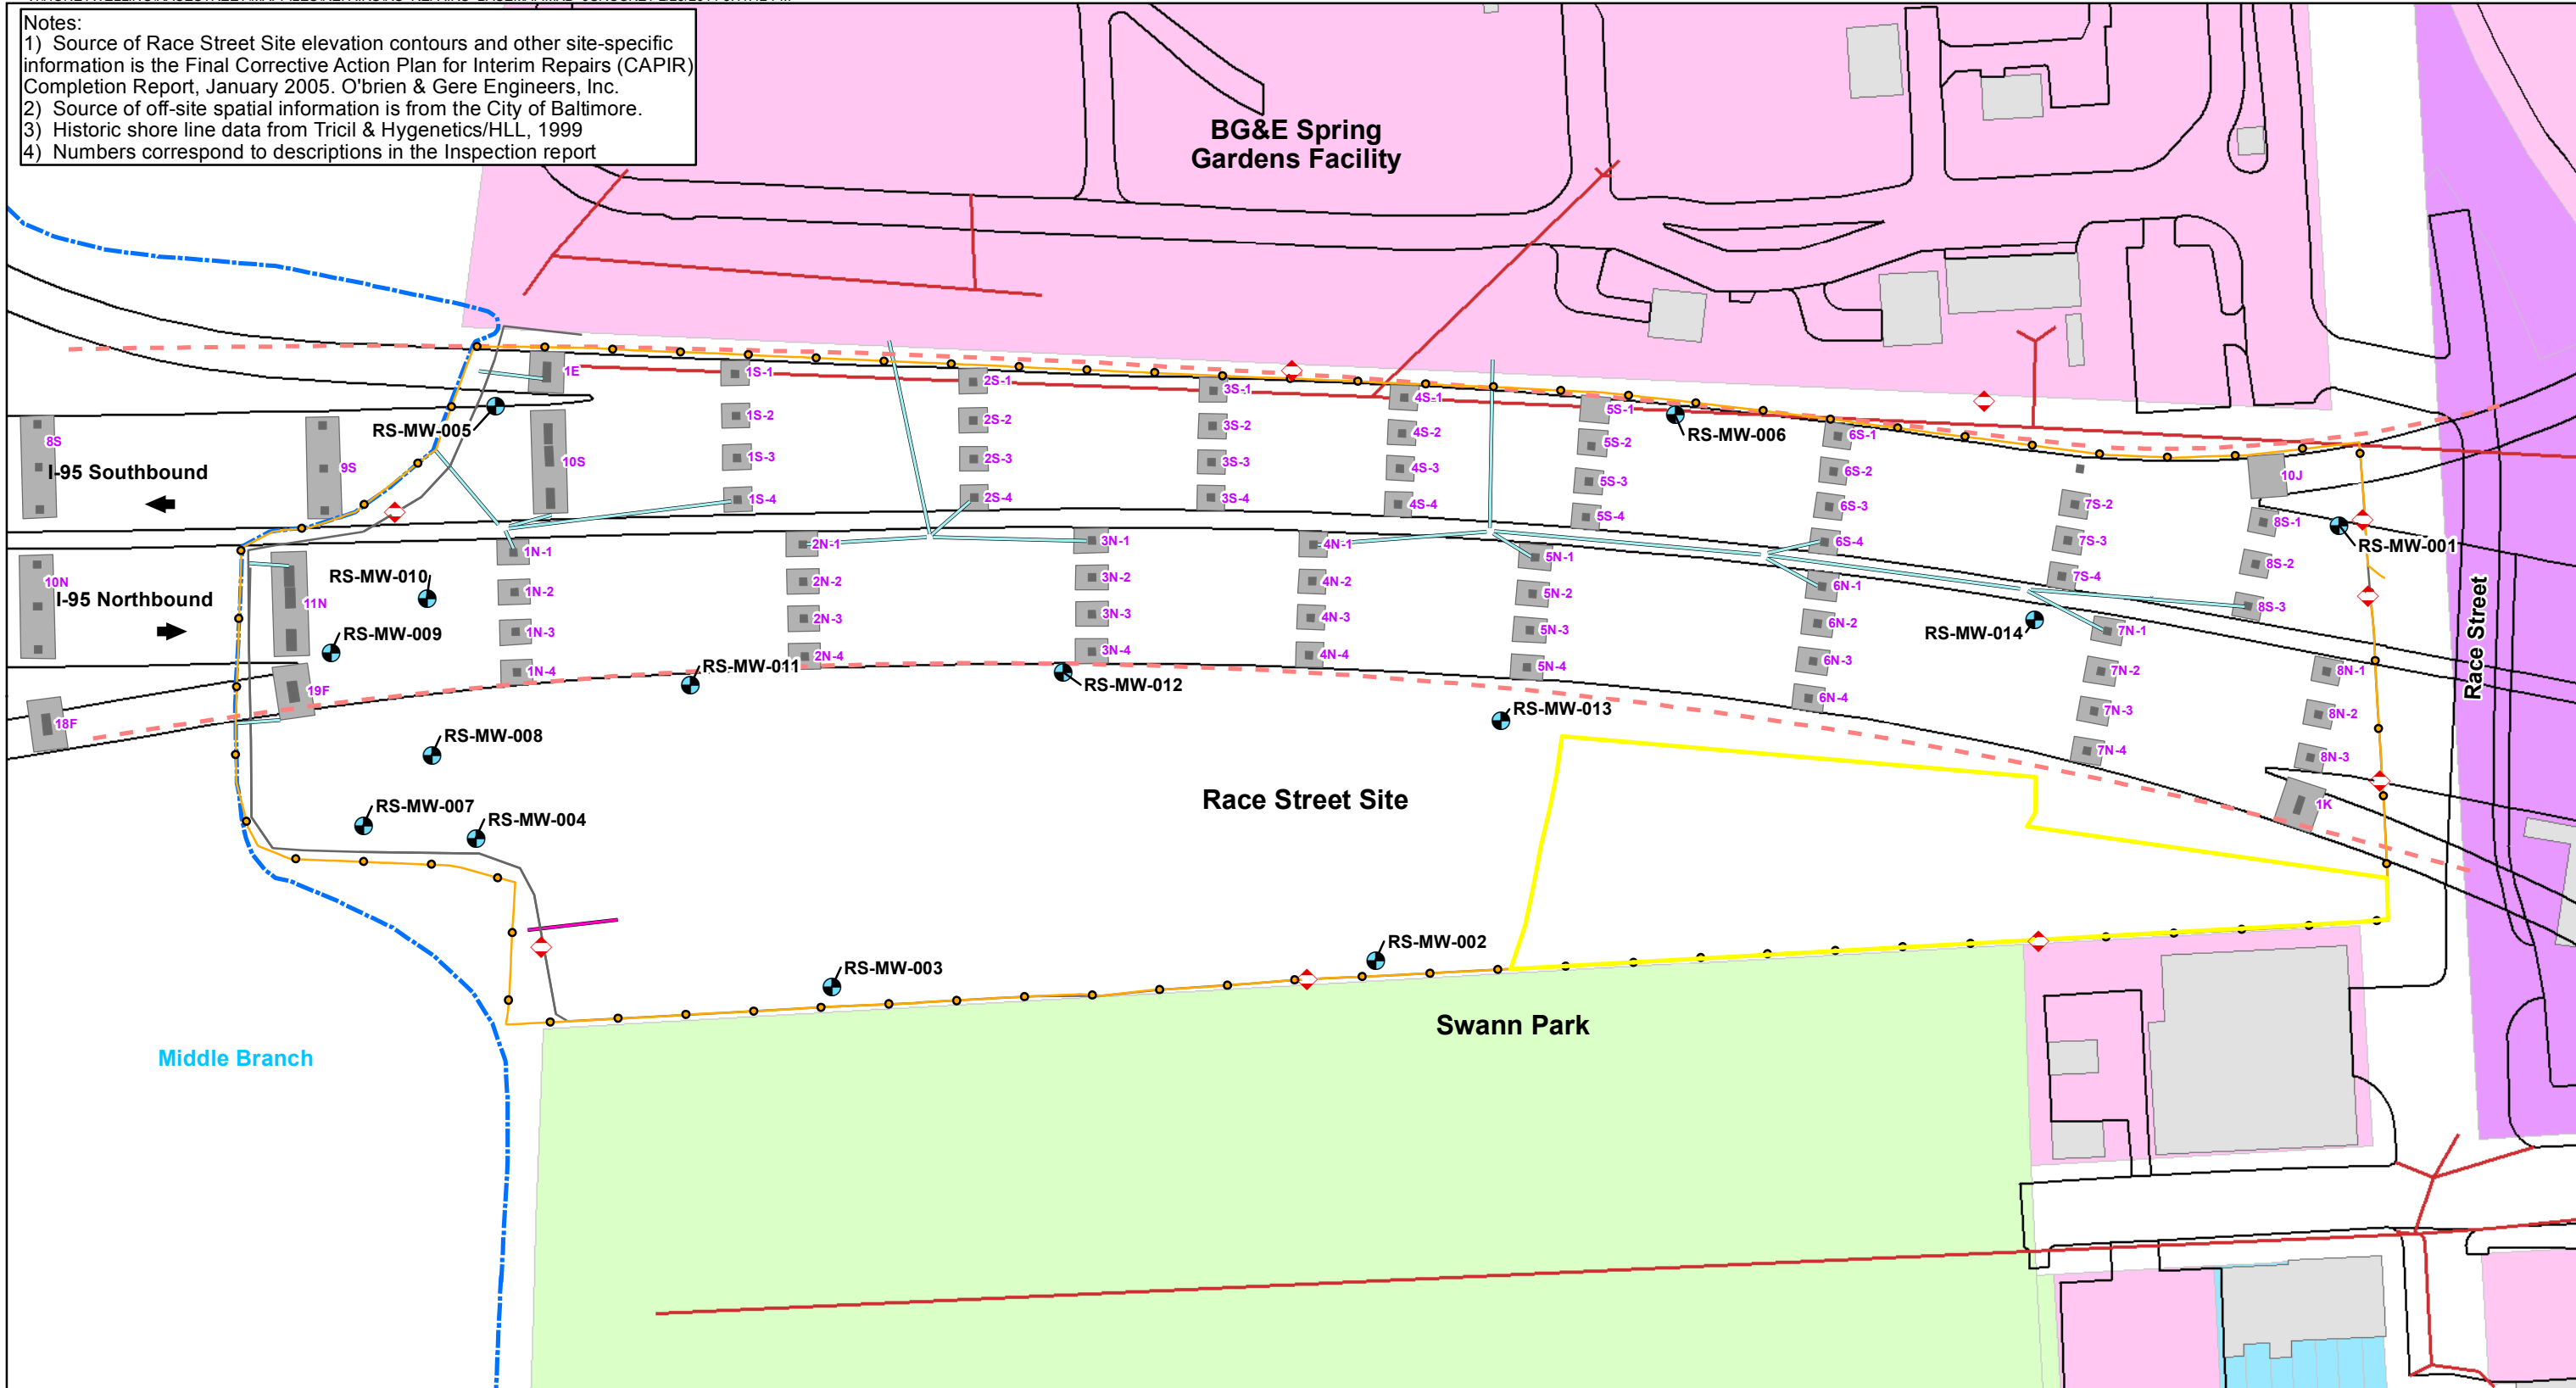 Notes:
1) Source of Race Street Site elevation contours and other site-specific
information is the Final Corrective Action Plan for Interim Repairs (CAPIR)
Completion Report, January 2005. O'brien & Gere Engineers, Inc.
2) Source of off-site spatial information is from the City of Baltimore.
3) Historic shore line data from Tricil & Hygenetics/HLL, 1999
4) Numbers correspond to descriptions in the Inspection report
BG&E Spring
Gardens Facility
1E
1S-1
2S-1
3S-1
4S-1
5S-1
6S-1
1S-2
2S-2
3S-2
4S-2
5S-2
6S-2
7S-2
1S-3
2S-3
3S-3
4S-3
5S-3
6S-3
7S-3
1S-4
2S-4
3S-4
4S-4
5S-4
6S-4
7S-4
RS-MW-005
RS-MW-006
8S
9S
10S
10J
8S-1
8S-2
8S-3
RS-MW-001
I-95 Southbound
10N
I-95 Northbound
11N
RS-MW-010
RS-MW-009
1N-1
2N-1
3N-1
4N-1
5N-1
6N-1
7N-1
8N-1
1N-2
2N-2
3N-2
4N-2
5N-2
6N-2
7N-2
8N-2
1N-3
2N-3
3N-3
4N-3
5N-3
6N-3
7N-3
8N-3
1N-4
2N-4
3N-4
4N-4
5N-4
6N-4
7N-4
RS-MW-014
Race Street
18F
19F
RS-MW-011
RS-MW-012
RS-MW-013
RS-MW-008
RS-MW-007
RS-MW-004
Race Street Site
1K
RS-MW-003
RS-MW-002
Swann Park
Middle Branch